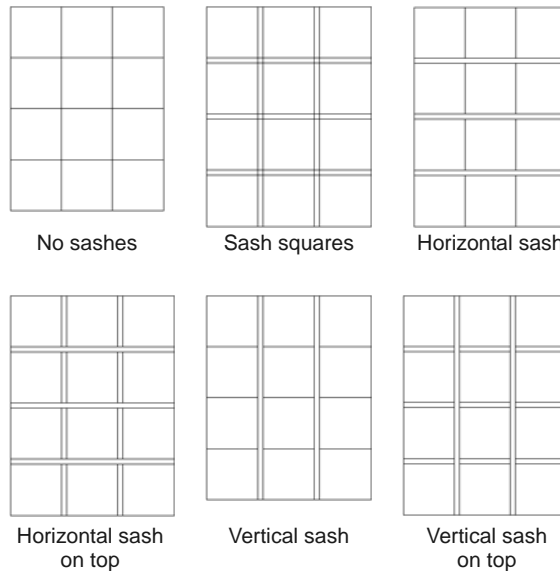 No sashes
Sash squares
Horizontal sash
Horizontal sash
on top
Vertical sash
Vertical sash
on top